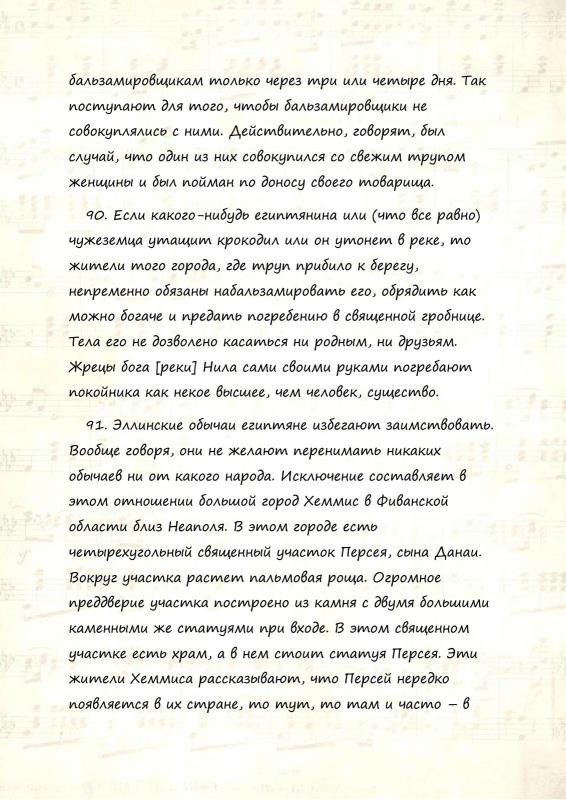 бальзамировщикам только через три или четыре дня. Так
поступают для того, чтобы бальзамировщики не
совокуплялись с ними. Действительно, говорят, был
случай, что один из них совокупился со свежим трупом
женщины и был пойман по доносу своего товарища.
90. Если какого-нибудь египтянина или (что все равно)
чужеземца утащит крокодил или он утонет в реке, то
жители того города, где труп прибило к берегу,
непременно обязаны набальзамировать его, обрядить как
можно богаче и предать погребению в священной гробнице.
Тела его не дозволено касаться ни родным, ни друзьям.
Жрецы бога [реки] Нила сами своими руками погребают
покойника как некое высшее, чем человек, существо.
91. Эллинские обычаи египтяне избегают заимствовать.
Вообще говоря, они не желают перенимать никаких
обычаев ни от какого народа. Исключение составляет в
этом отношении большой город Хеммис в Фиванской
области близ Неаполя. В этом городе есть
четырехугольный священный участок Персея, сына Данаи.
Вокруг участка растет пальмовая роща. Огромное
преддверие участка построено из камня с двумя большими
каменными же статуями при входе. В этом священном
участке есть храм, а в нем стоит статуя Персея. Эти
жители Хеммиса рассказывают, что Персей нередко
появляется в их стране, то тут, то там и часто – в